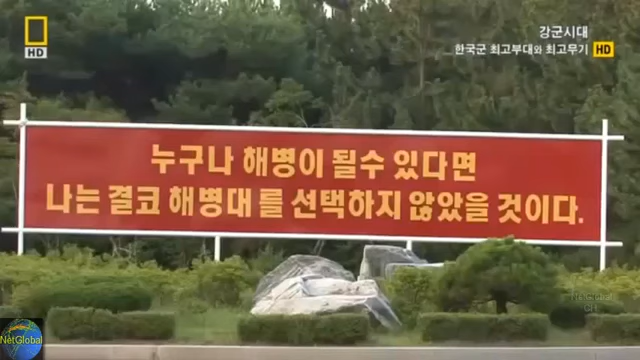 HD
강군시대
한국군 최고부대와 최고무기 HD
누구나 해병이 될수 있다면
나는 결코 해병대를 선택하지 않았을 것이다.
NetGlobal